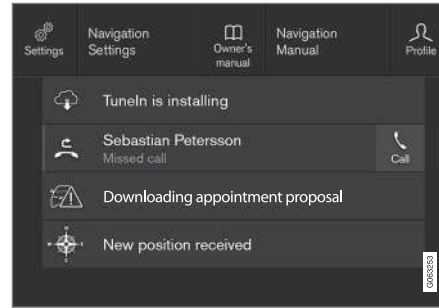 Settings
Navigation
Settings
Owner's
manual
Navigation
Manual
Profile
TuneIn is installing
Sebastian Petersson
Missed call
Call
Downloading appointment proposal
New position received
G063253